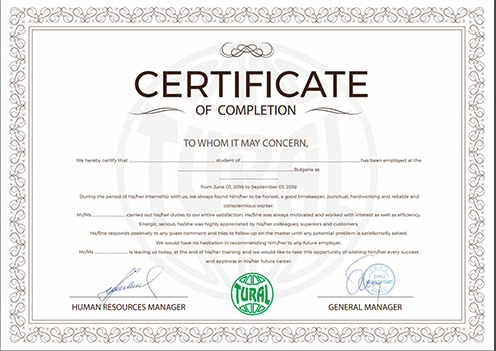 CERTIFICATE
OF COMPLETION
TO WHOM IT MAY CONCERN,
We hereby certify that ____________________, student of ____________________________, has been employed at the
____________________________, Bulgaria as
____________________
from June 01, 2018 to September 01, 2018
During the period of his/her internship with us, we always found him/her to be honest, a good timekeeper, punctual, hardworking and reliable and
conscientious worker.
Mr/Ms __________ carried out his/her duties to our entire satisfaction. He/She was always motivated and worked with interest as well as efficiency,
Energic, serious, he/she was highly appreciated by his/her colleagues, superiors and customers.
He/She responds positively to any guest comment and tries to follow up on the matter until any potential problem is satisfactorily solved.
We would have no hesitation in recommending him/her to any future employer.
Mr/Ms __________ is leaving us today, at the end of his/her training, and we would like to take this opportunity of wishing him/her every success
and appiness in his/her future career.
TURAL
HUMAN RESOURCES MANAGER
GENERAL MANAGER